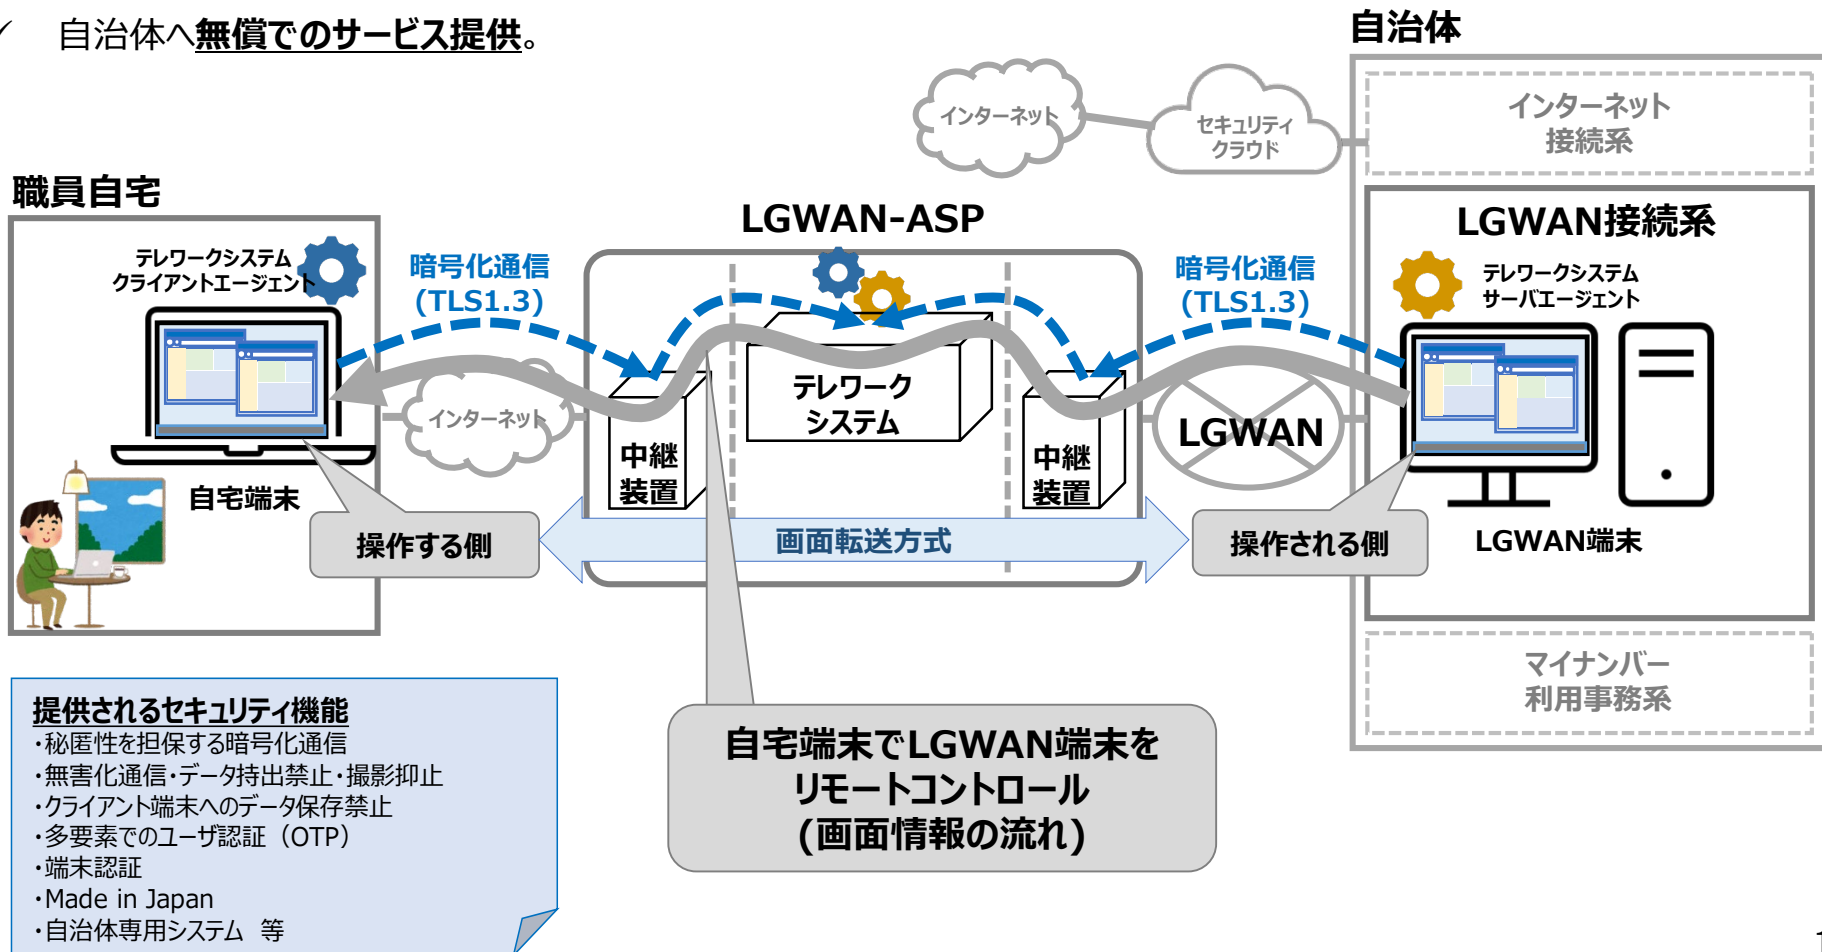 ✓ 自治体へ無償でのサービス提供。
自治体
インターネット
セキュリティ
クラウド
インターネット
接続系
職員自宅
LGWAN-ASP
LGWAN接続系
テレワークシステム
クライアントエージェント
暗号化通信
(TLS1.3)
暗号化通信
(TLS1.3)
テレワークシステム
サーバエージェント
インターネット
テレワーク
システム
LGWAN
中継
装置
中継
装置
自宅端末
操作する側
画面転送方式
操作される側
LGWAN端末
マイナンバー
利用事務系
提供されるセキュリティ機能
・秘匿性を担保する暗号化通信
・無害化通信・データ持出禁止・撮影抑止
・クライアント端末へのデータ保存禁止
・多要素でのユーザ認証（OTP）
・端末認証
・Made in Japan
・自治体専用システム 等
自宅端末でLGWAN端末を
リモートコントロール
(画面情報の流れ)